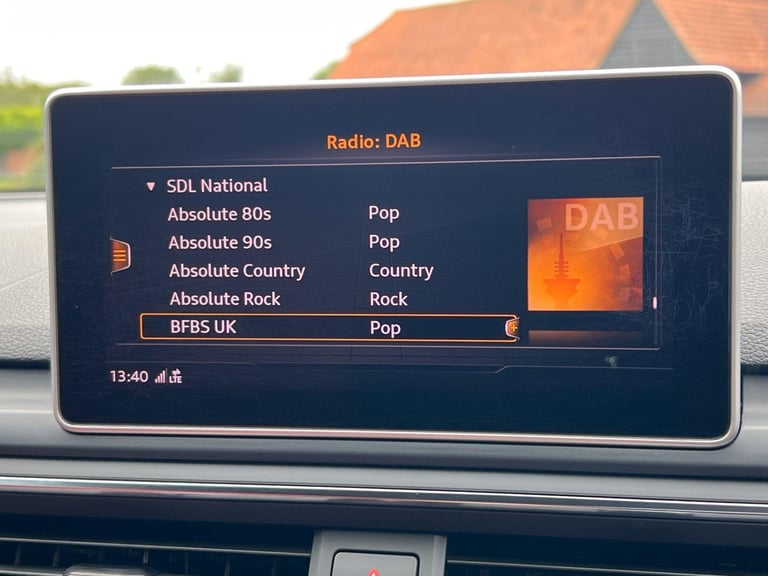 Radio: DAB
SDL National
Absolute 80s Pop
Absolute 90s Pop
Absolute Country Country
Absolute Rock Rock
BFBS UK Pop
DAB
13:40 LTE